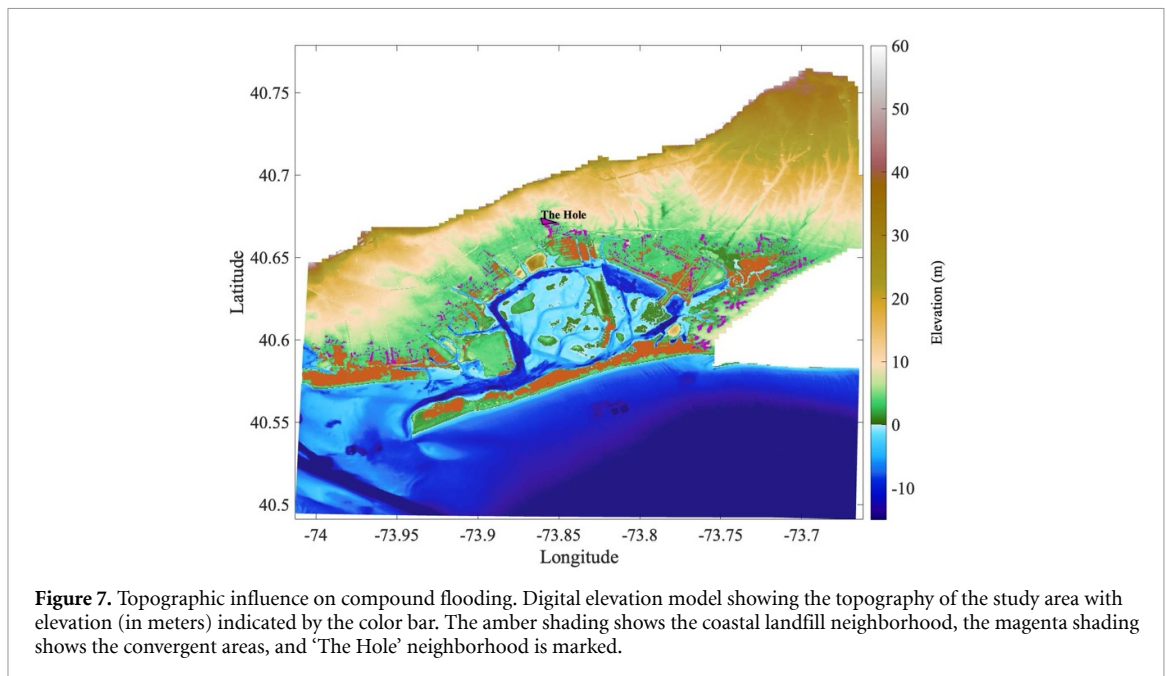 60
40.75
50
40.7
40
The Hole
30
40.65
Latitude
Elevation (m)
20
40.6
10
40.55
0
-10
40.5
-74 -73.95 -73.9 -73.85 -73.8 -73.75 -73.7
Longitude
Figure 7. Topographic influence on compound flooding. Digital elevation model showing the topography of the study area with
elevation (in meters) indicated by the color bar. The amber shading shows the coastal landfill neighborhood, the magenta shading
shows the convergent areas, and ‘The Hole’ neighborhood is marked.